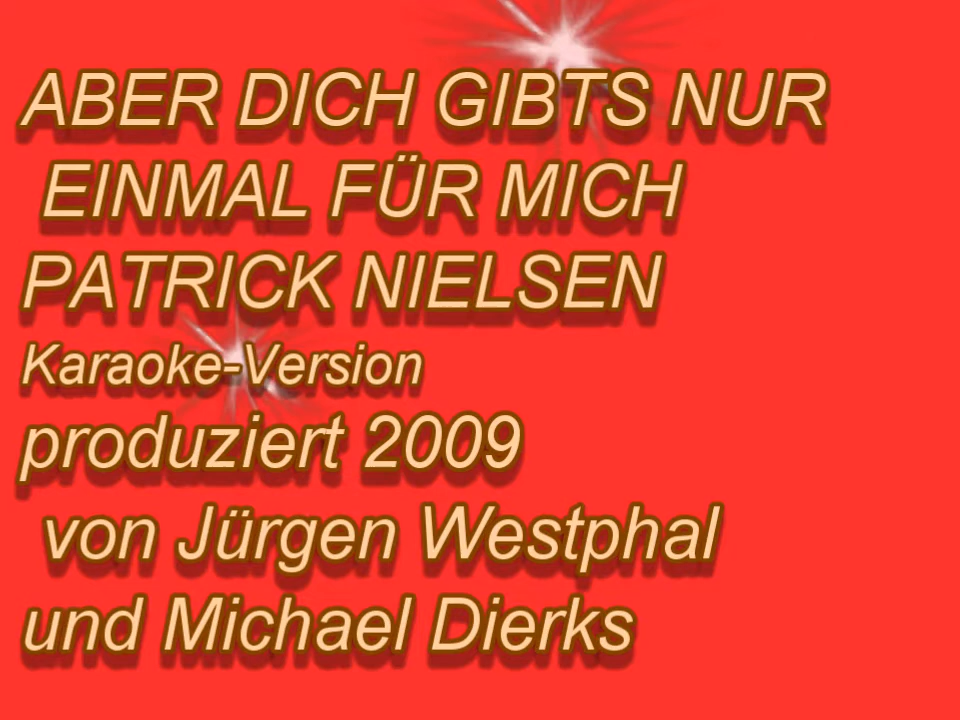 ABER DICH GIBTS NUR
EINMAL FÜR MICH
PATRICK NIELSEN
Karaoke-Version
produziert 2009
von Jürgen Westphal
und Michael Dierks